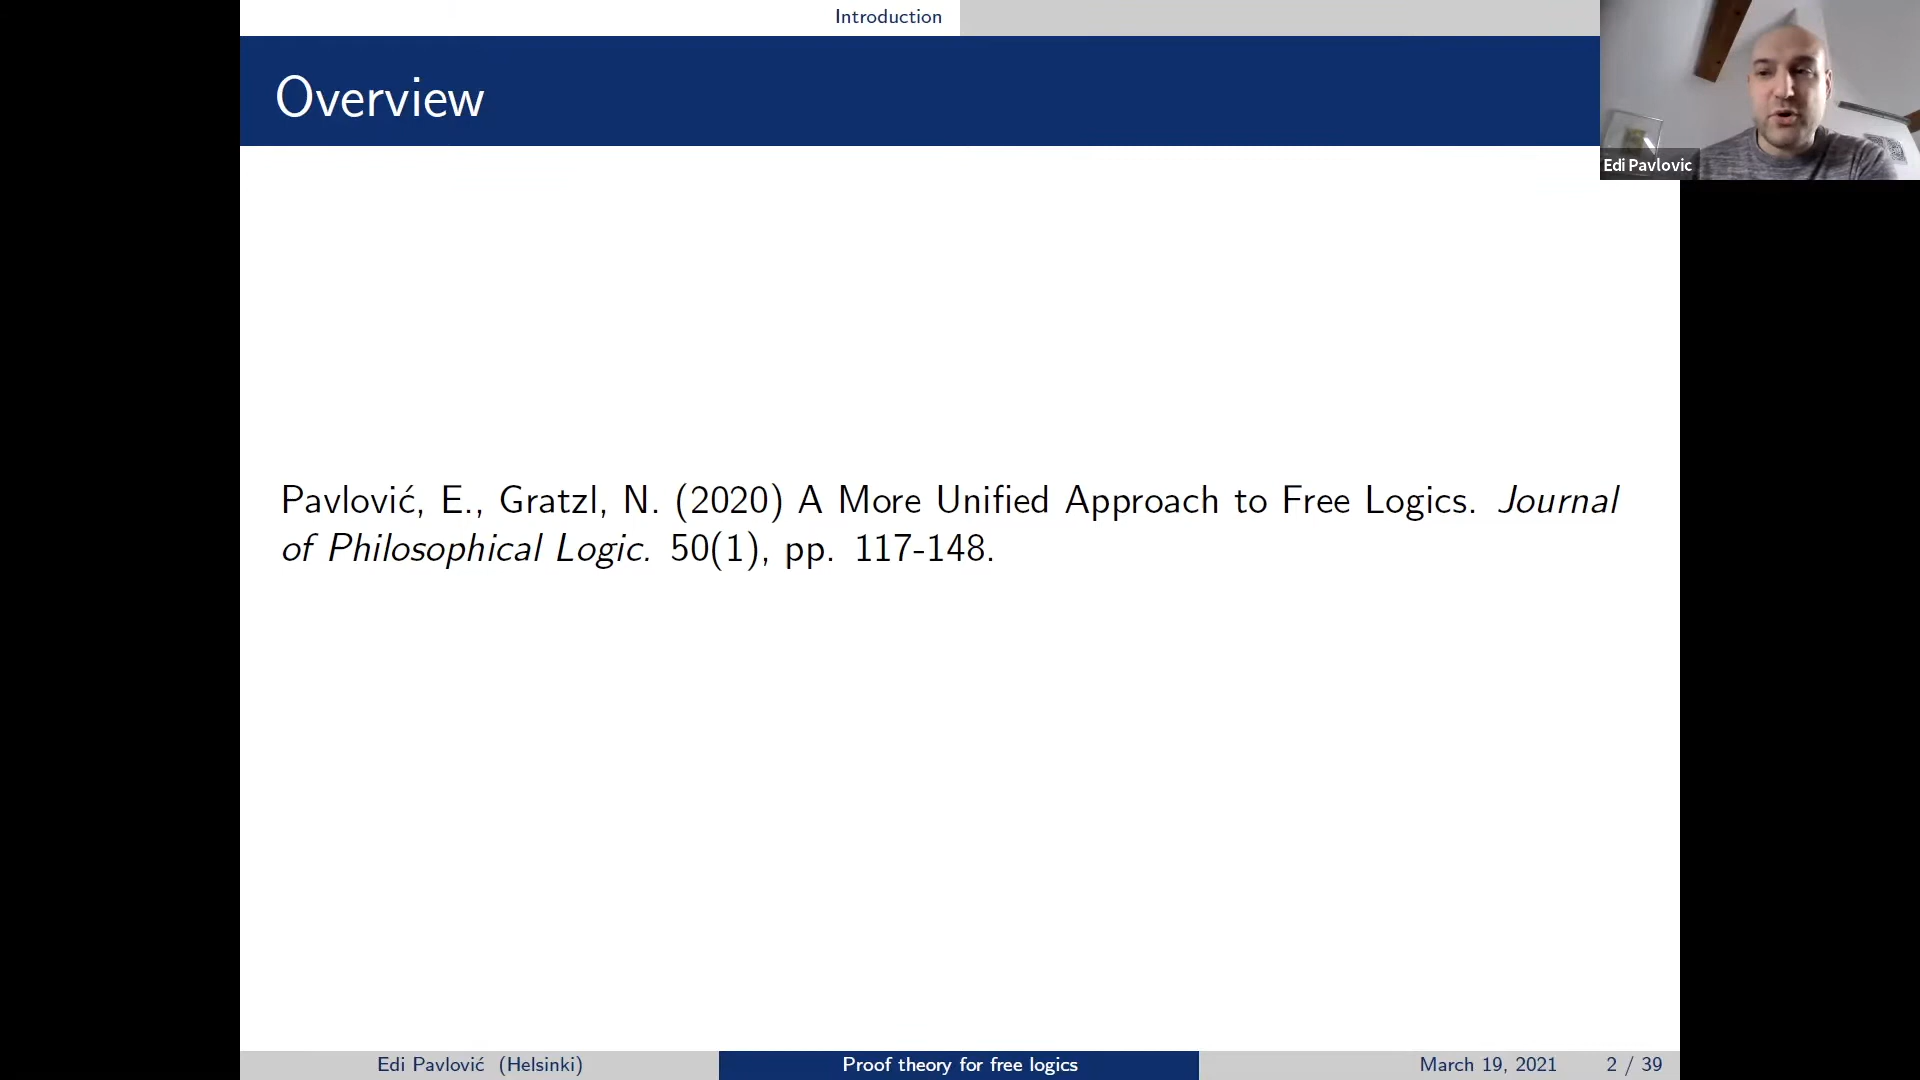 Introduction
Overview
Edi Pavlovic
Pavlović, E., Gratzl, N. (2020) A More Unified Approach to Free Logics. Journal
of Philosophical Logic. 50(1), pp. 117-148.
Edi Pavlović (Helsinki)
Proof theory for free logics
March 19, 2021
2 / 39